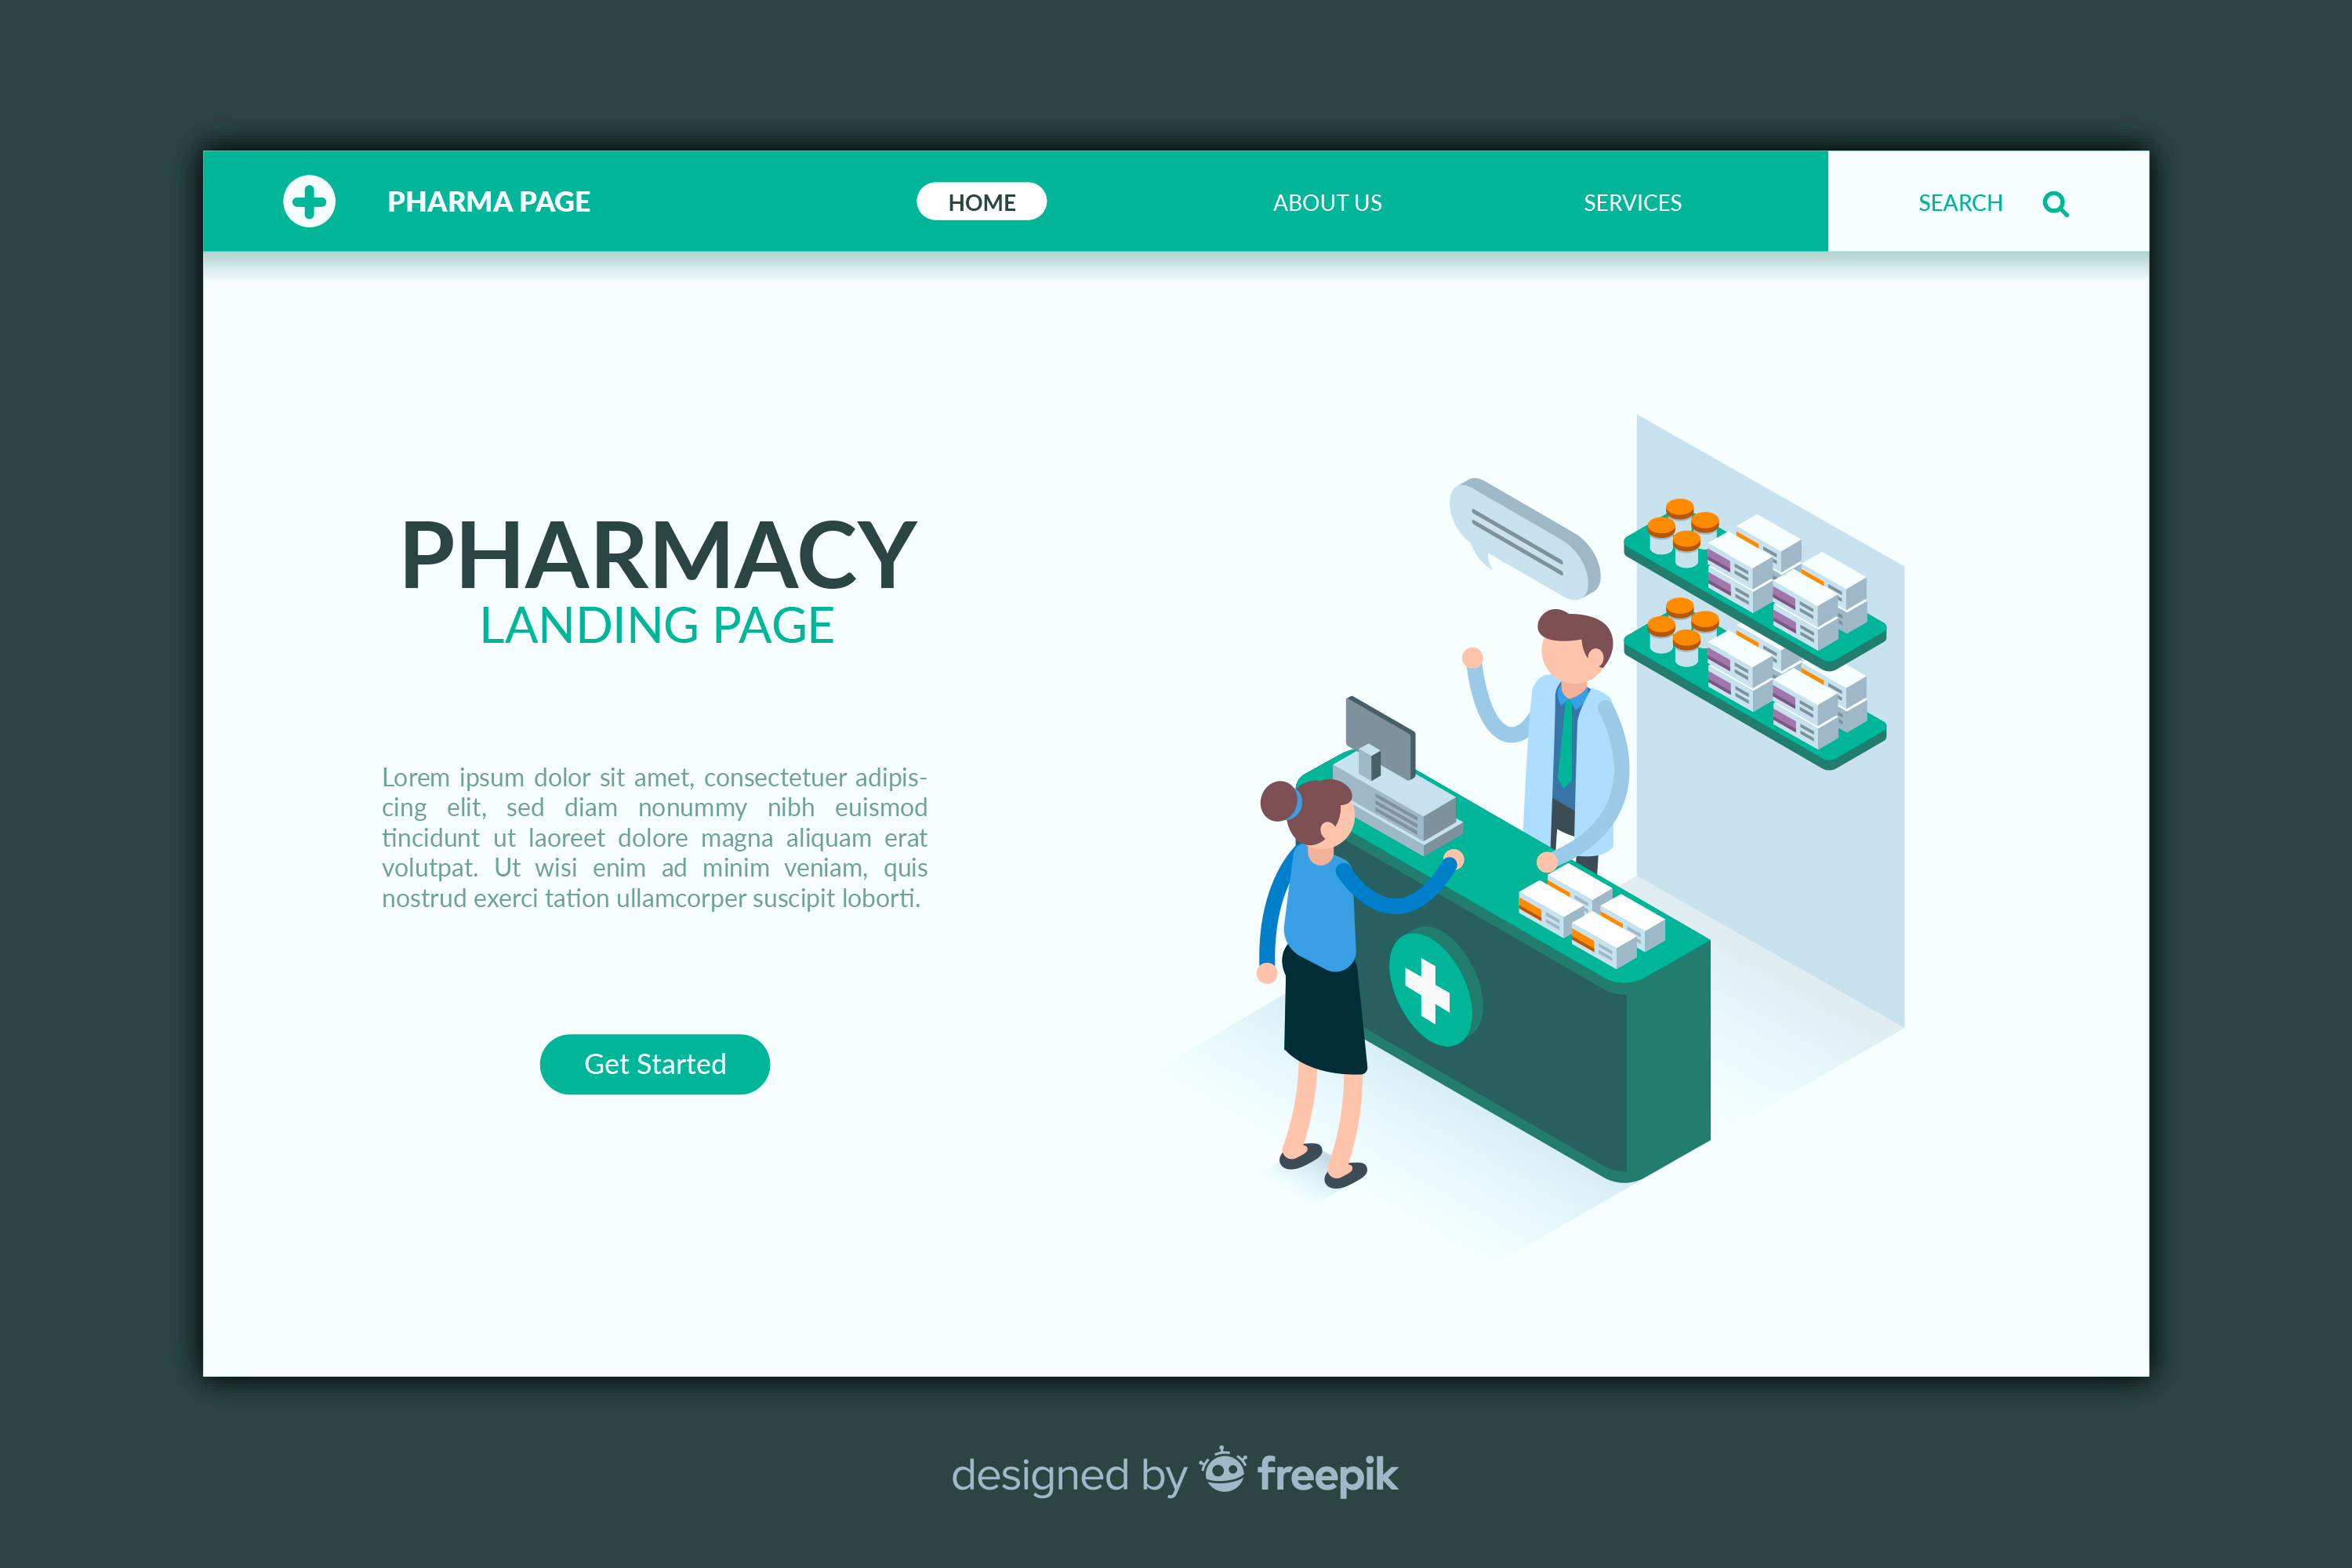 PHARMA PAGE
HOME
ABOUT US
SERVICES
SEARCH
PHARMACY
LANDING PAGE
Lorem ipsum dolor sit amet, consectetuer adipis-
cing elit, sed diam nonummy nibh euismod
tincidunt ut laoreet dolore magna aliquam erat
volutpat. Ut wisi enim ad minim veniam, quis
nostrud exerci tation ullamcorper suscipit loborti.
Get Started
designed by freepik